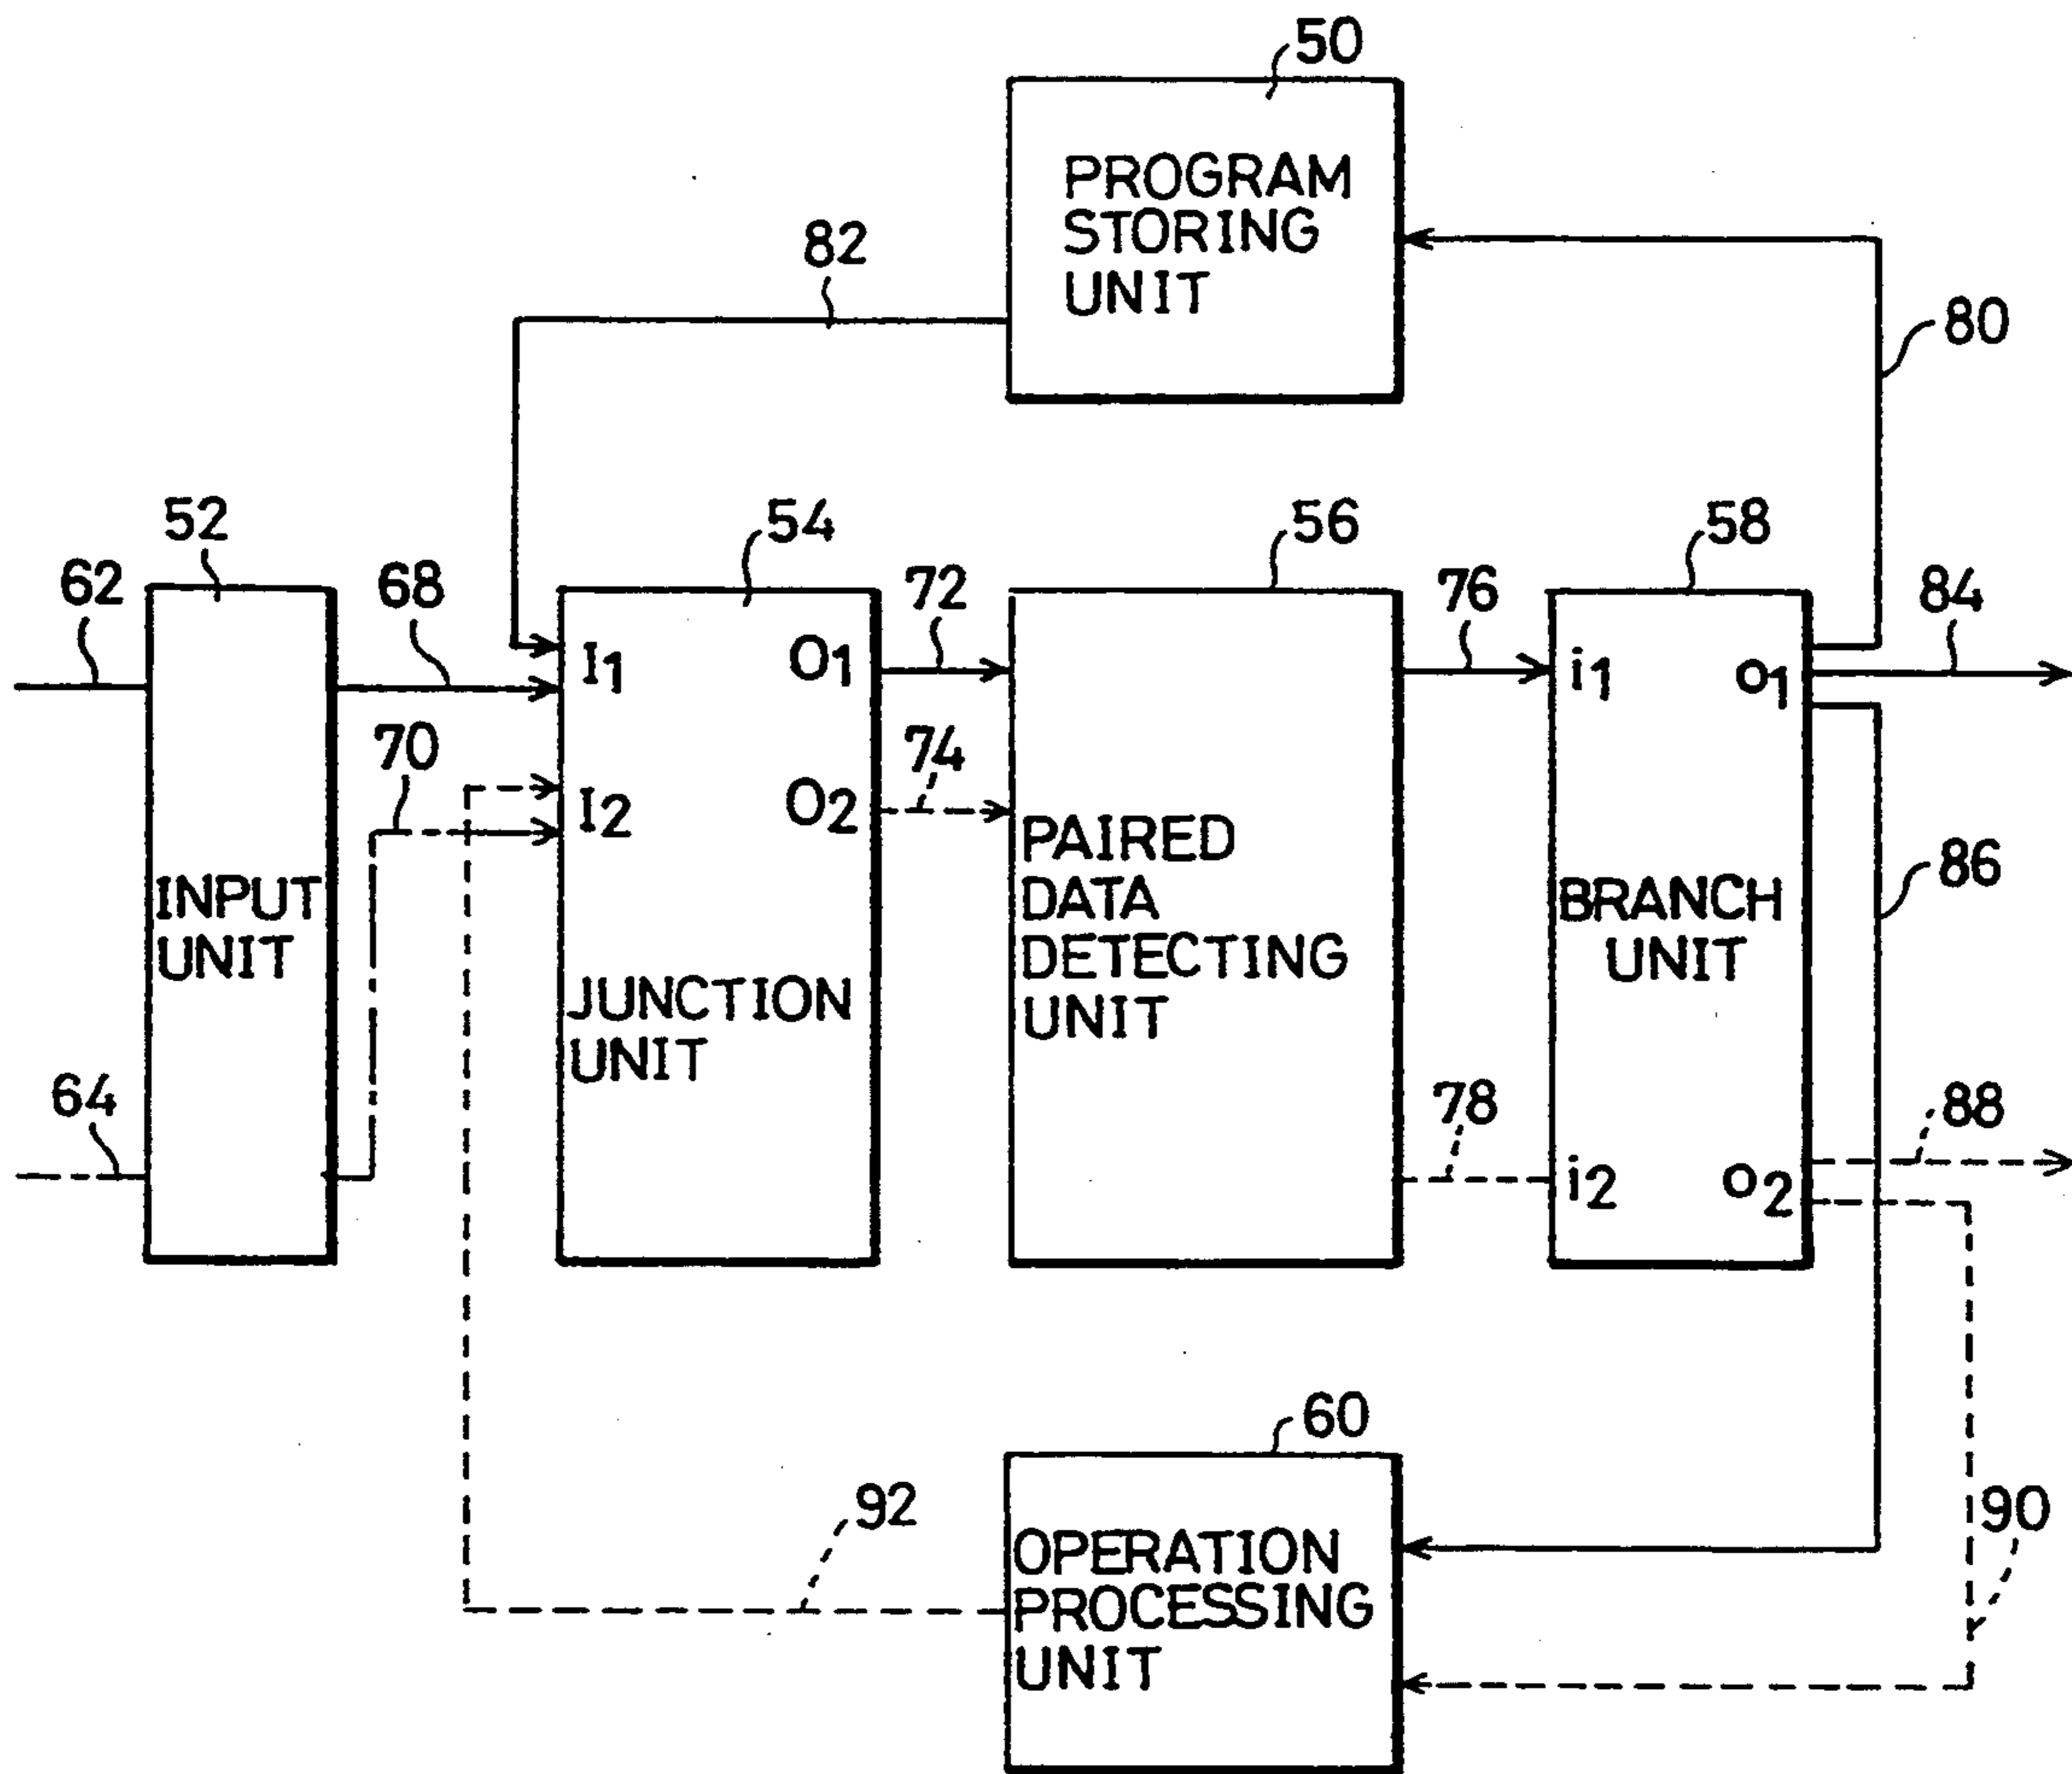 50
PROGRAM
STORING
UNIT
82
80
52
54
56
58
62
68
72
76
84
I1
O1
i1
o1
70
74
I2
O2
86
INPUT
UNIT
JUNCTION
UNIT
PAIRED
DATA
DETECTING
UNIT
BRANCH
UNIT
64
78
88
i2
o2
60
92
90
OPERATION
PROCESSING
UNIT